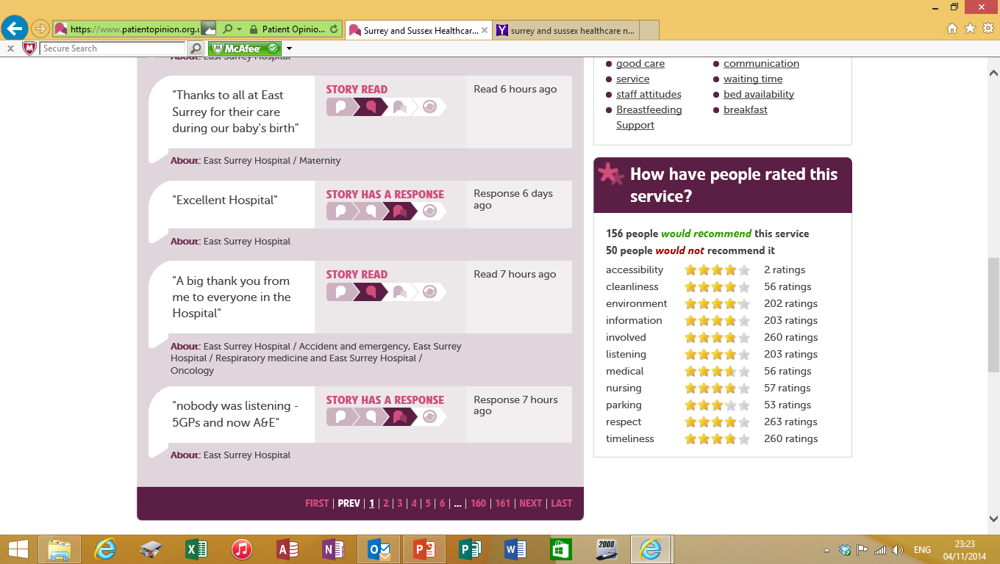 https://www.patientopinion.org.u
Patient Opinio...
Surrey and Sussex Healthcar...
surrey and sussex healthcare n...
Secure Search
McAfee
About: East Surrey Hospital
"Thanks to all at East
Surrey for their care
during our baby's birth"
STORY READ
Read 6 hours ago
About: East Surrey Hospital / Maternity
"Excellent Hospital"
STORY HAS A RESPONSE
Response 6 days
ago
About: East Surrey Hospital
"A big thank you from
me to everyone in the
Hospital"
STORY READ
Read 7 hours ago
About: East Surrey Hospital / Accident and emergency, East Surrey
Hospital / Respiratory medicine and East Surrey Hospital /
Oncology
"nobody was listening -
5GPs and now A&E"
STORY HAS A RESPONSE
Response 7 hours
ago
About: East Surrey Hospital
FIRST | PREV | 1 | 2 | 3 | 4 | 5 | 6 | ... | 160 | 161 | NEXT | LAST
good care
service
staff attitudes
Breastfeeding
Support
communication
waiting time
bed availability
breakfast
How have people rated this
service?
156 people would recommend this service
50 people would not recommend it
accessibility 2 ratings
cleanliness 56 ratings
environment 202 ratings
information 203 ratings
involved 260 ratings
listening 203 ratings
medical 56 ratings
nursing 57 ratings
parking 53 ratings
respect 263 ratings
timeliness 260 ratings
2008
ENG
23:23
04/11/2014